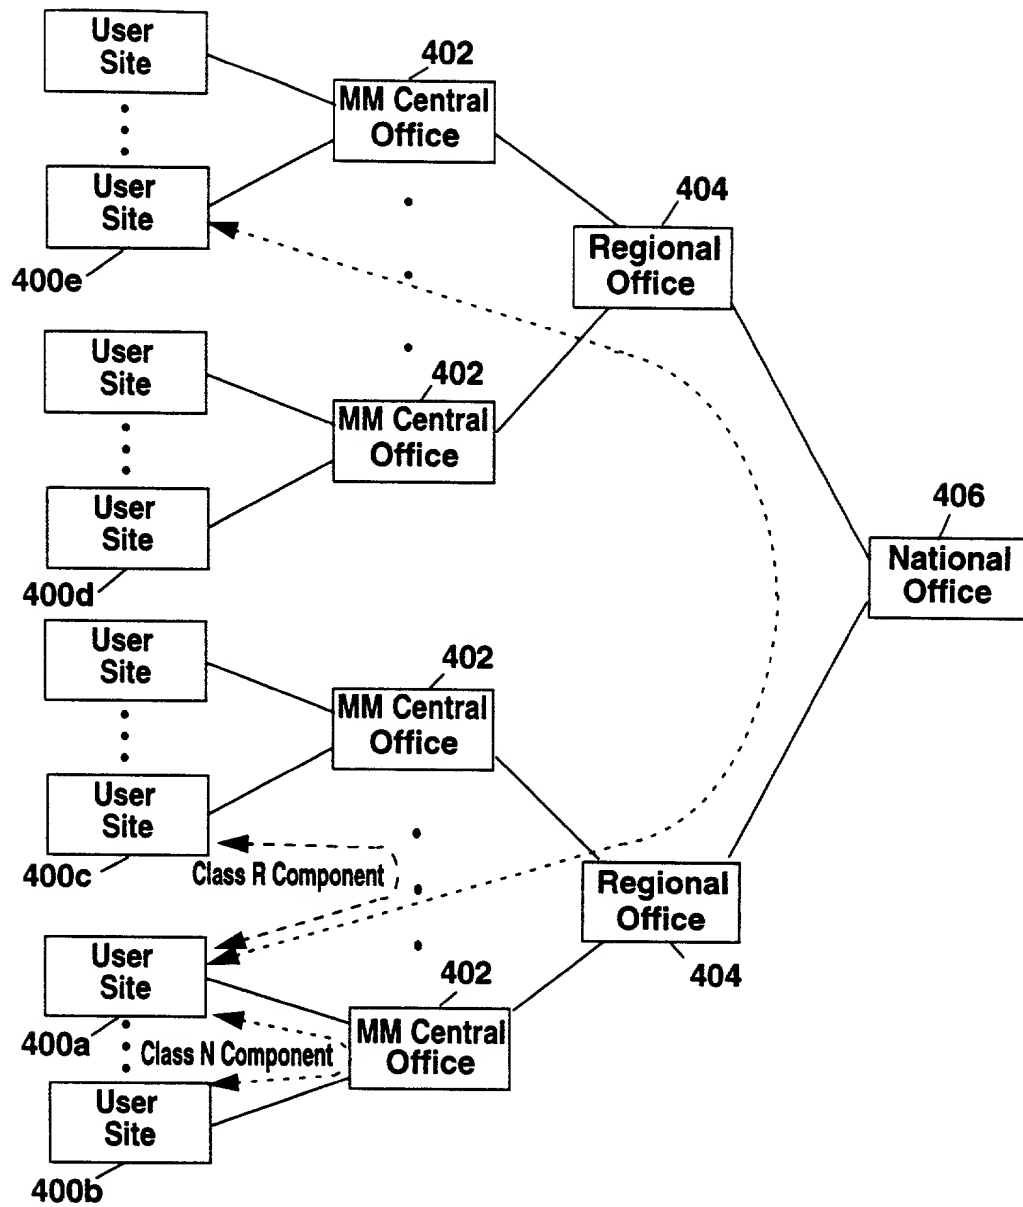 User
Site
402
MM Central
Office
User
Site
400e
404
Regional
Office
User
Site
402
MM Central
Office
User
Site
400d
406
National
Office
User
Site
402
MM Central
Office
User
Site
400c
Class R Component
Regional
Office
404
User
Site
400a
402
MM Central
Office
Class N Component
User
Site
400b